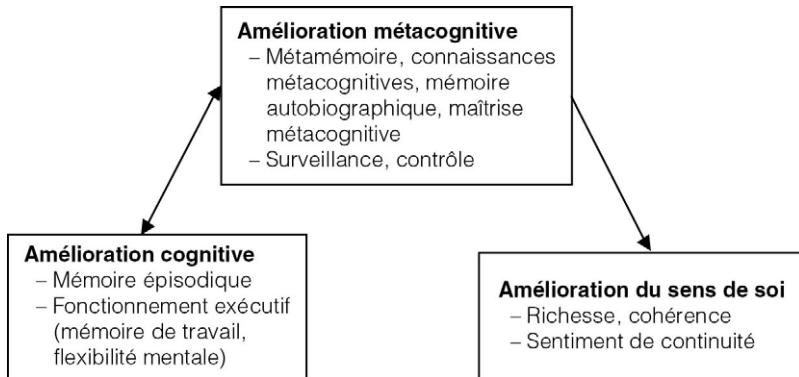 Amélioration métacognitive
– Métamémoire, connaissances
métacognitives, mémoire
autobiographique, maîtrise
métacognitive
– Surveillance, contrôle
Amélioration cognitive
– Mémoire épisodique
– Fonctionnement exécutif
(mémoire de travail,
flexibilité mentale)
Amélioration du sens de soi
– Richesse, cohérence
– Sentiment de continuité